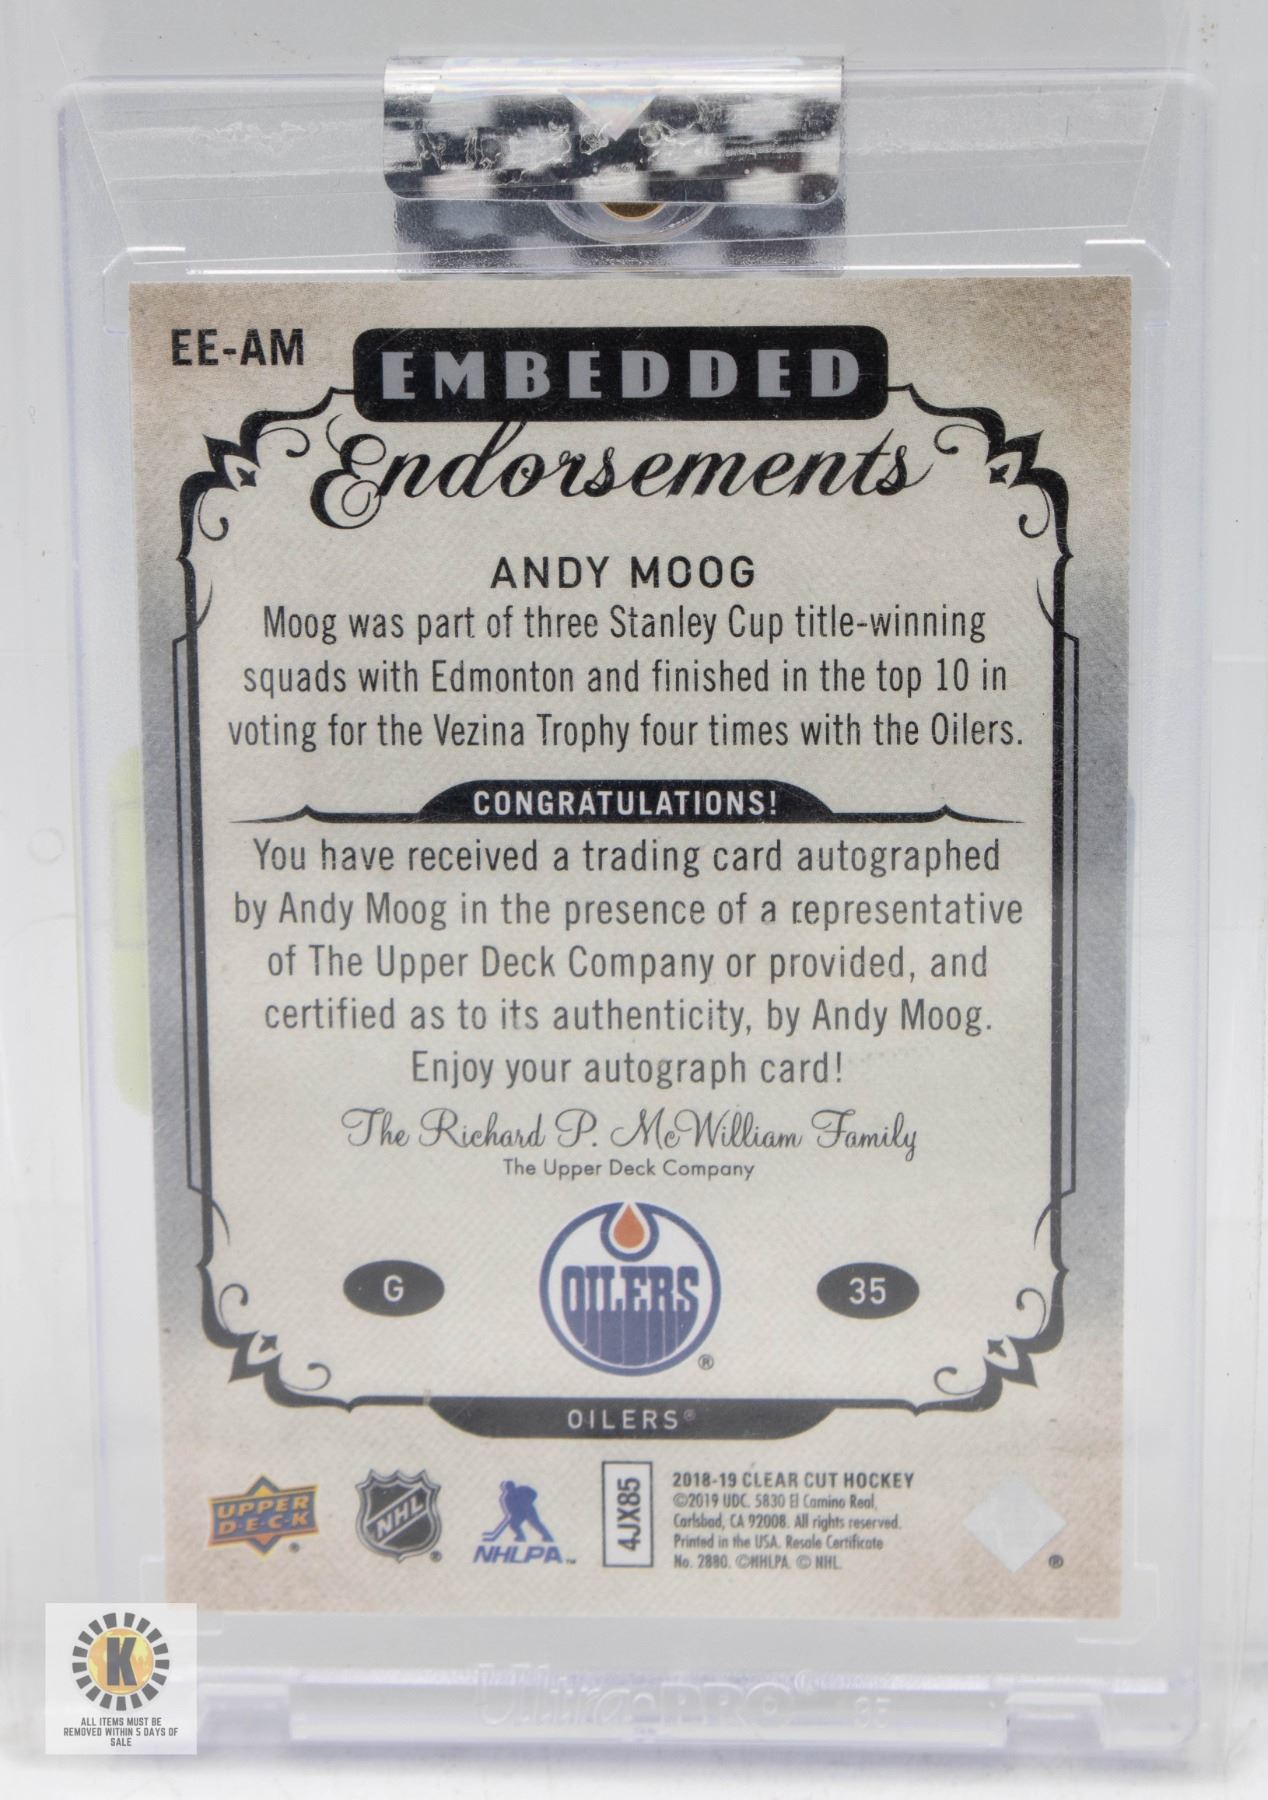 EE-AM
EMBEDDED
Endorsements
ANDY MOOG
Moog was part of three Stanley Cup title-winning
squads with Edmonton and finished in the top 10 in
voting for the Vezina Trophy four times with the Oilers.
CONGRATULATIONS!
You have received a trading card autographed
by Andy Moog in the presence of a representative
of The Upper Deck Company or provided, and
certified as to its authenticity, by Andy Moog.
Enjoy your autograph card!
The Richard P. McWilliam Family
The Upper Deck Company
G
OILERS ®
35
OILERS®
UPPER
D·E·C·K ®
NHL ®
NHLPA™
4JX85
2018-19 CLEAR CUT HOCKEY
©2019 UDC. 5830 El Camino Real,
Carlsbad, CA 92008. All rights reserved.
Printed in the USA. Resale Certificate
No. 2880. ©NHLPA. © NHL.
®
Ultra PRO
K
ALL ITEMS MUST BE
REMOVED WITHIN 5 DAYS OF
SALE